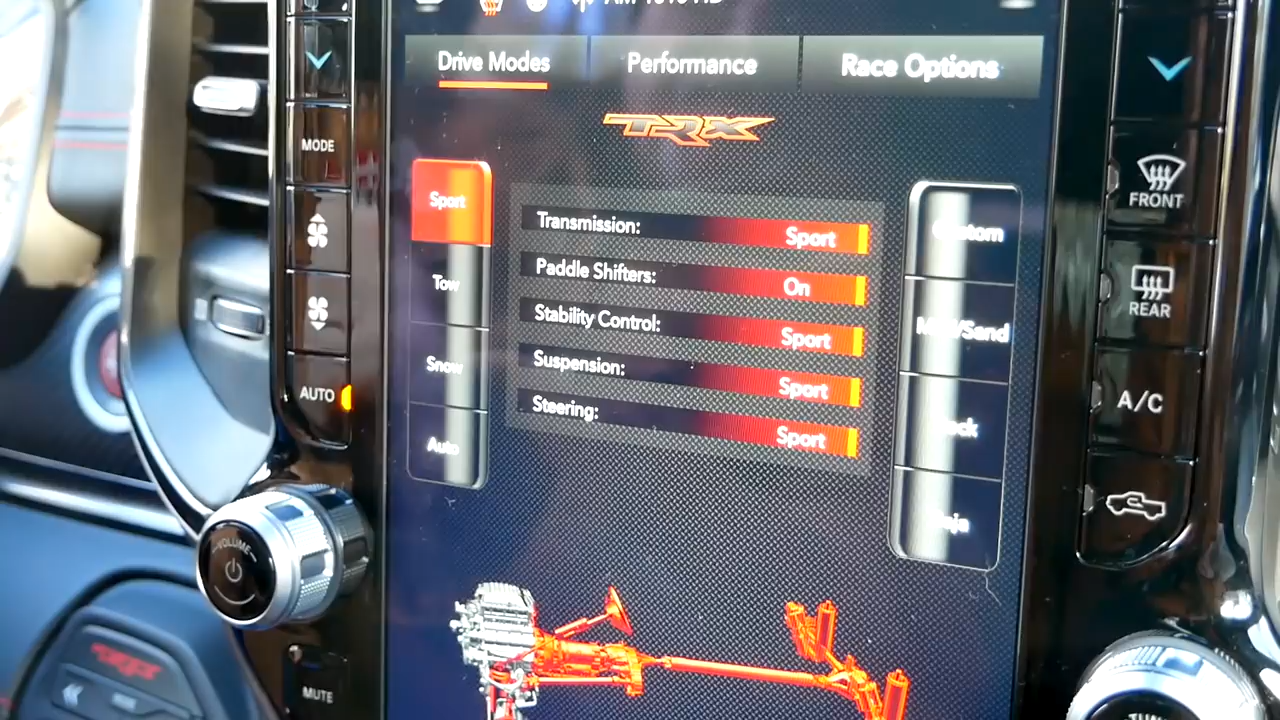 Drive Modes
Performance
Race Options
TRX
MODE
AUTO
VOLUME
MUTE
Sport
Tow
Snow
Auto
Transmission: Sport
Paddle Shifters: On
Stability Control: Sport
Suspension: Sport
Steering: Sport
FRONT
REAR
A/C